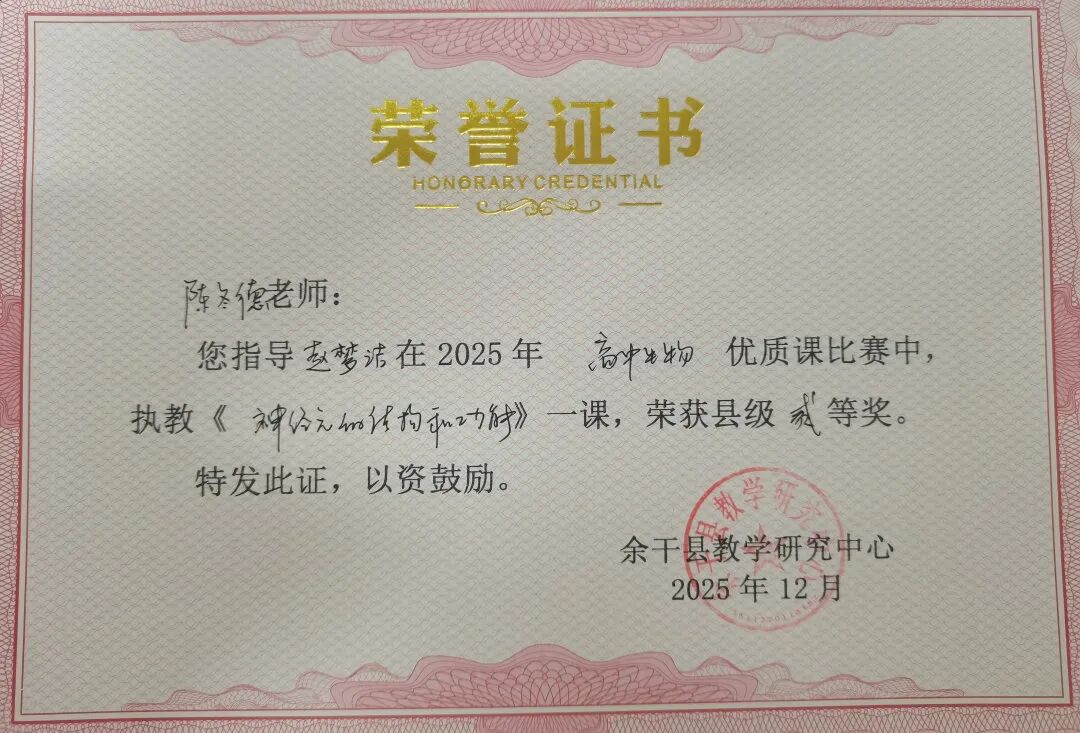 荣誉证书
HONORARY CREDENTIAL
陈冬德老师：
您指导赵梦洁在2025年 高中生物 优质课比赛中，
执教《神经元的结构和功能》一课，荣获县级 贰 等奖。
特发此证，以资鼓励。
余干县教学研究中心
2025年12月